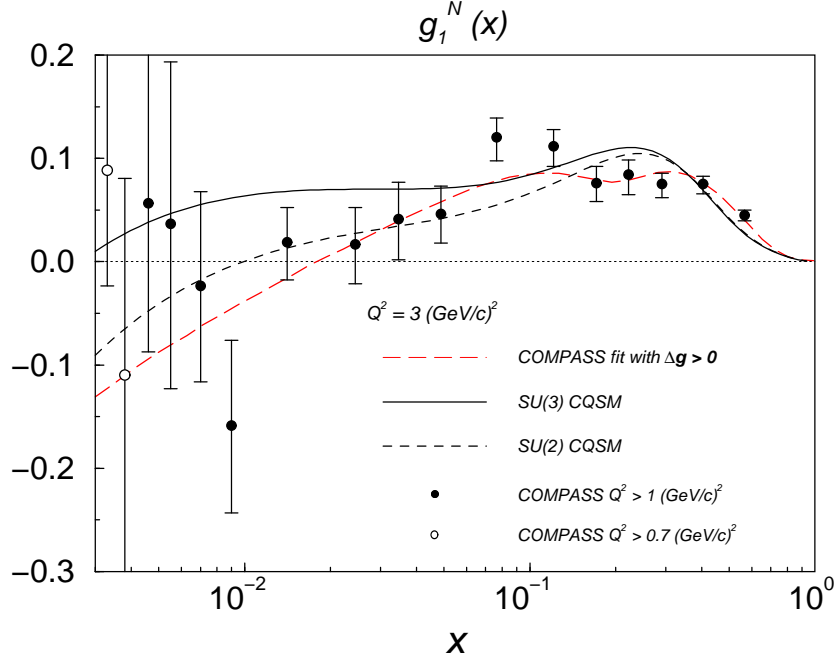 g₁ᴺ (x)
0.2
0.1
0.0
−0.1
−0.2
−0.3
Q² = 3 (GeV/c)²
COMPASS fit with Δg > 0
SU(3) CQSM
SU(2) CQSM
COMPASS Q² > 1 (GeV/c)²
COMPASS Q² > 0.7 (GeV/c)²
10⁻² 10⁻¹ 10⁰
x